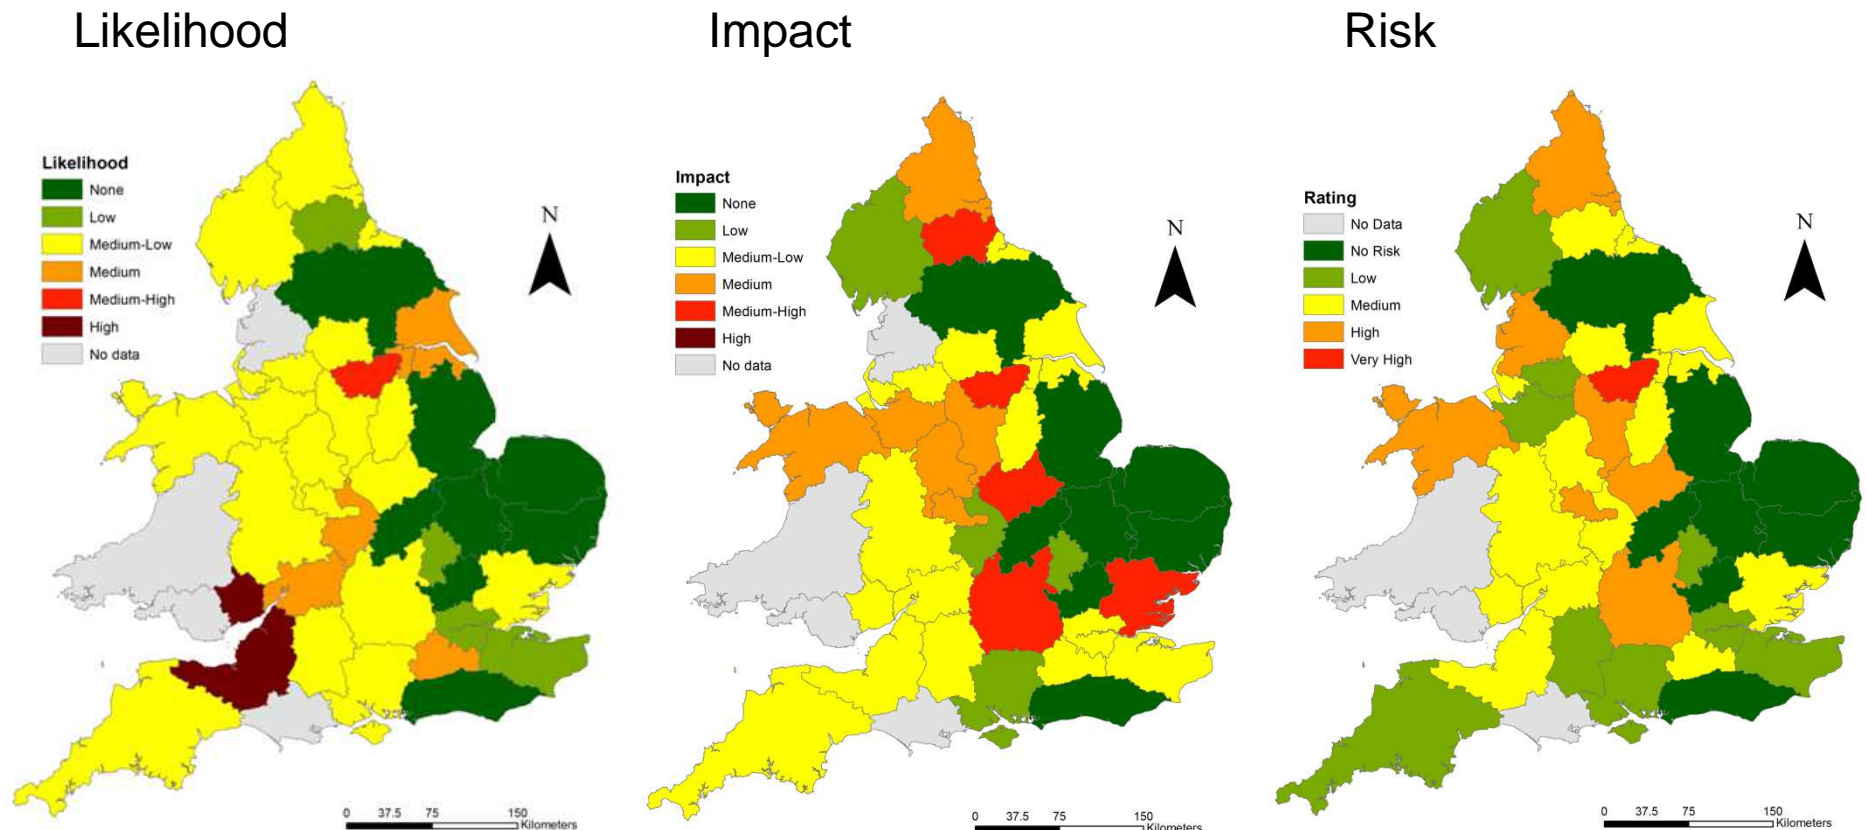 Likelihood
Impact
Risk
Likelihood
None
Low
Medium-Low
Medium
Medium-High
High
No data
N
0 37.5 75 150
Kilometers
Impact
None
Low
Medium-Low
Medium
Medium-High
High
No data
N
0 37.5 75 150
Kilometers
Rating
No Data
No Risk
Low
Medium
High
Very High
N
0 37.5 75 150
Kilometers